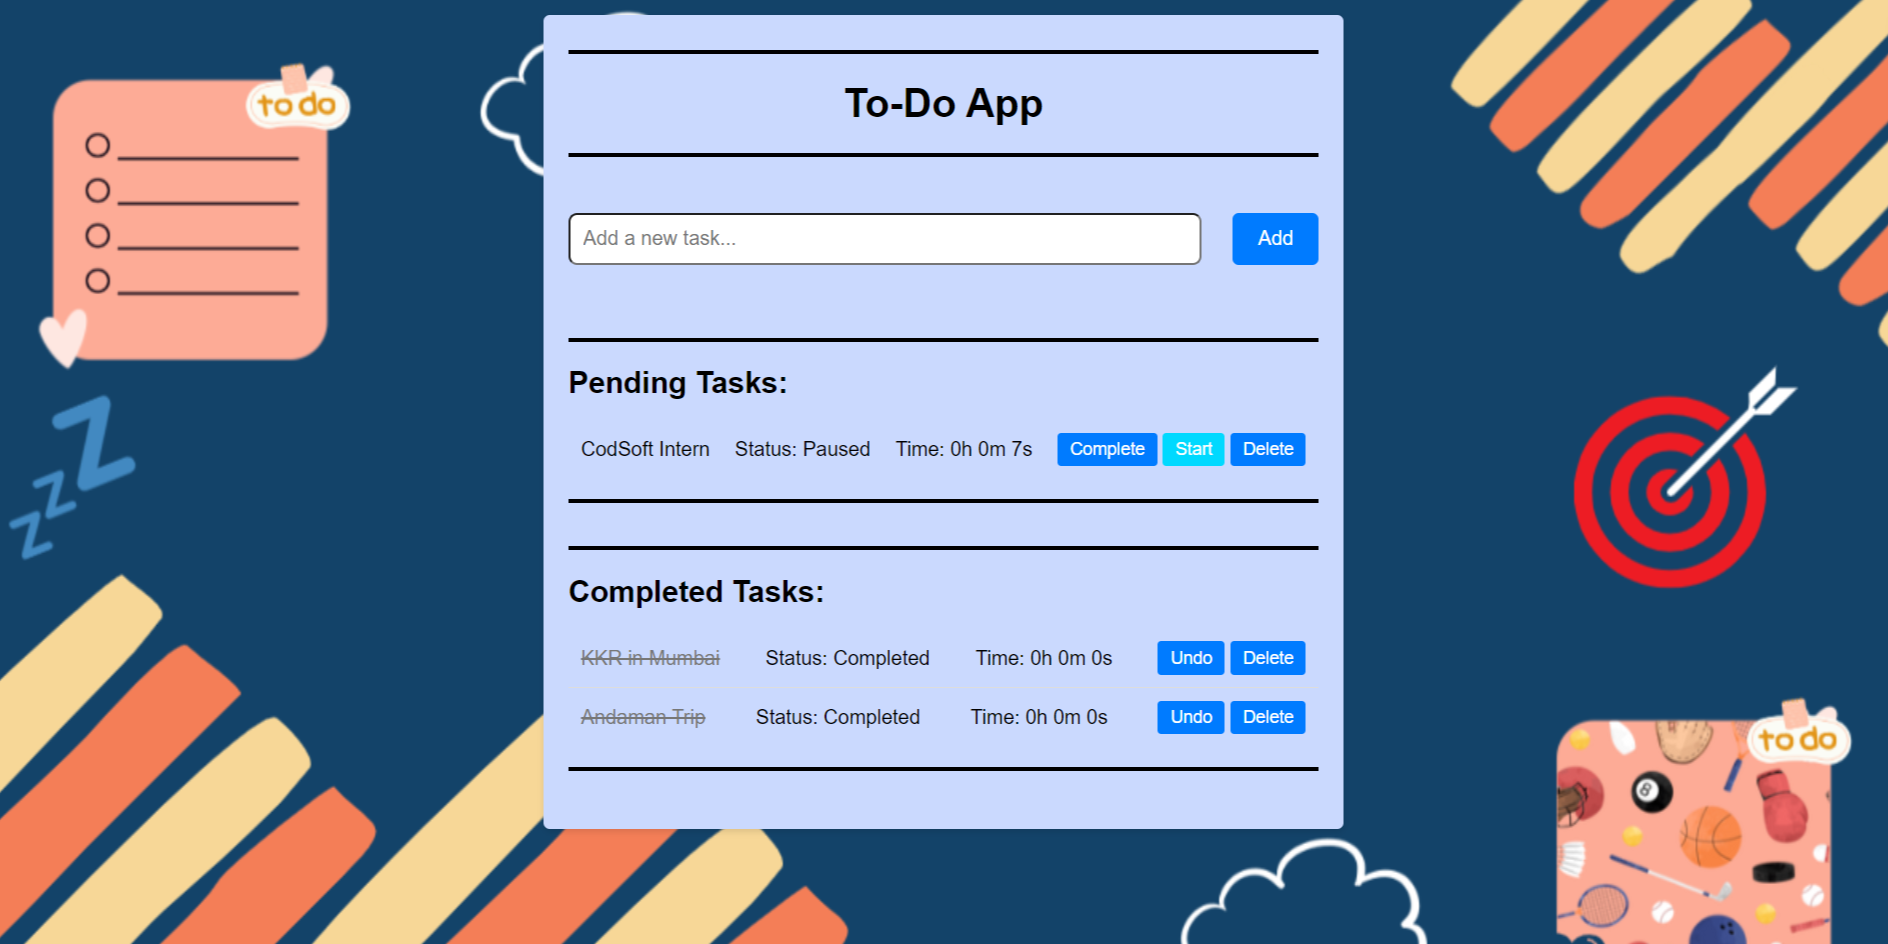 to do
To-Do App
Add a new task...
Add
Pending Tasks:
CodSoft Intern Status: Paused Time: 0h 0m 7s Complete Start Delete
zzZ
Completed Tasks:
KKR in Mumbai Status: Completed Time: 0h 0m 0s Undo Delete
Andaman Trip Status: Completed Time: 0h 0m 0s Undo Delete
to do
8